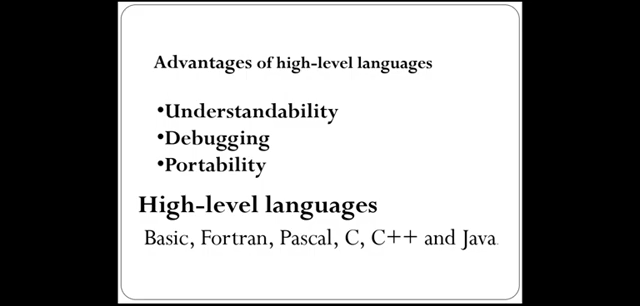 Advantages of high-level languages
•Understandability
•Debugging
•Portability
High-level languages
Basic, Fortran, Pascal, C, C++ and Java.